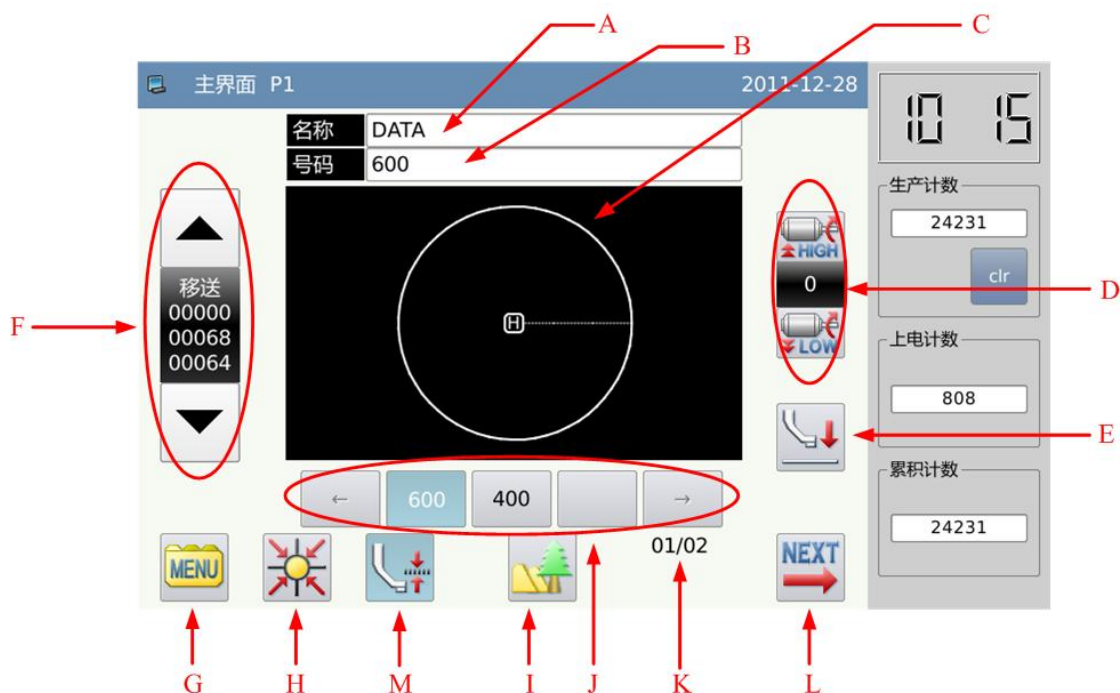 A
B
C
主界面 P1
2011-12-28
10 15
名称
DATA
号码
600
生产计数
24231
clr
HIGH
0
LOW
D
F
移送
00000
00068
00064
H
上电计数
808
E
← 600 400 →
累积计数
24231
01/02
MENU
NEXT
G
H
M
I
J
K
L